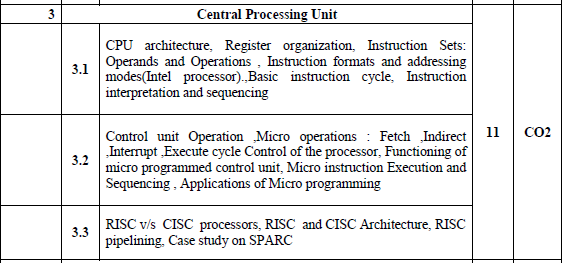 3 Central Processing Unit
CPU architecture, Register organization, Instruction Sets:
Operands and Operations , Instruction formats and addressing
3.1 modes(Intel processor).,Basic instruction cycle, Instruction
interpretation and sequencing
Control unit Operation ,Micro operations : Fetch ,Indirect
,Interrupt ,Execute cycle Control of the processor, Functioning of
3.2 micro programmed control unit, Micro instruction Execution and
Sequencing , Applications of Micro programming
11 CO2
RISC v/s CISC processors, RISC and CISC Architecture, RISC
3.3 pipelining, Case study on SPARC